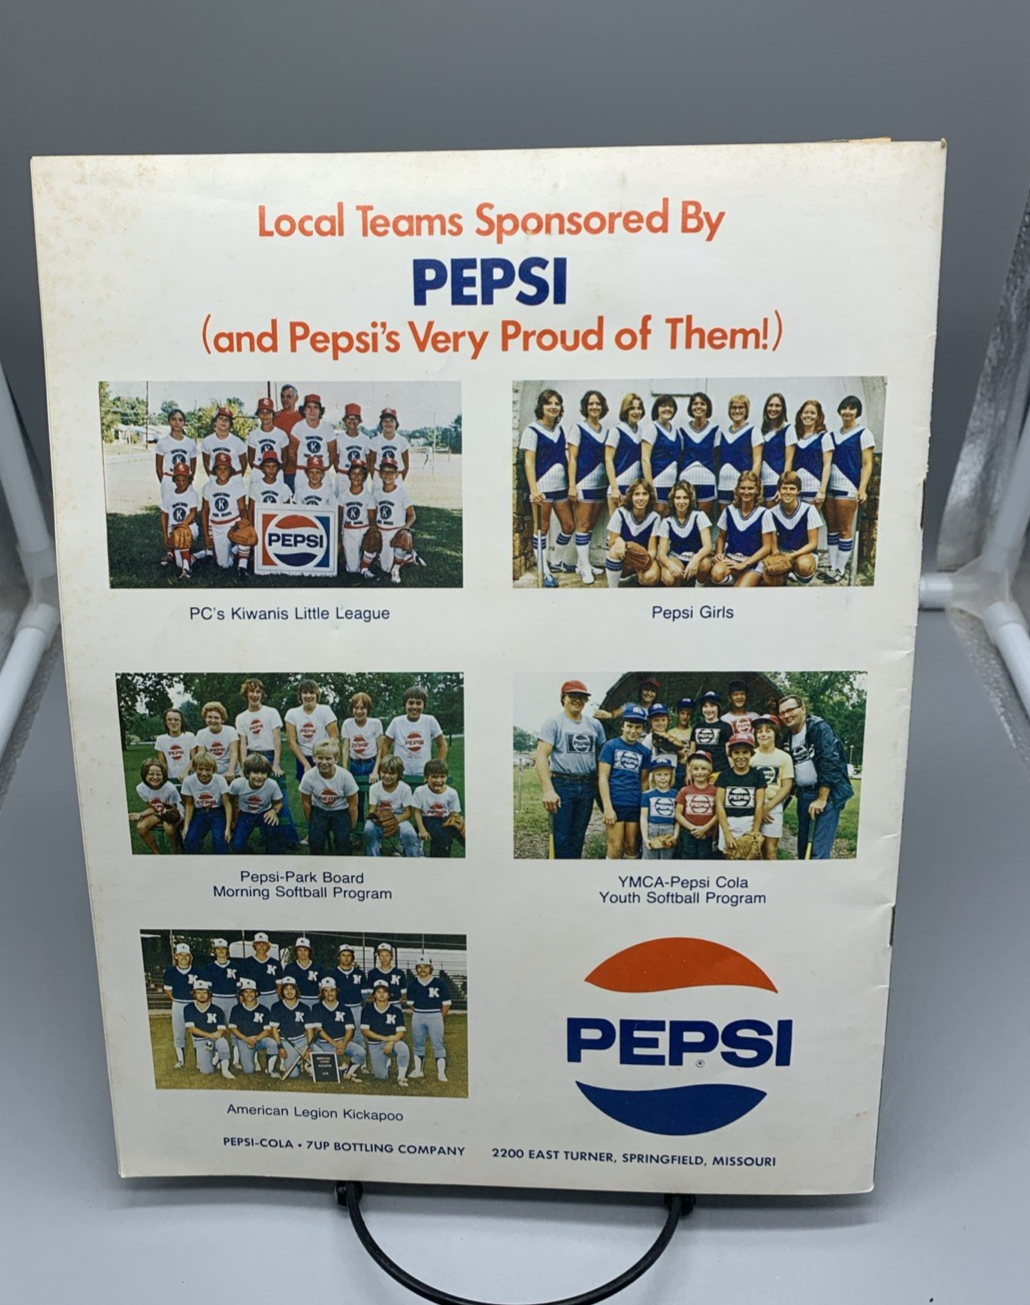 Local Teams Sponsored By
PEPSI
(and Pepsi's Very Proud of Them!)
PEPSI
PC's Kiwanis Little League
Pepsi Girls
Pepsi-Park Board
Morning Softball Program
YMCA-Pepsi Cola
Youth Softball Program
American Legion Kickapoo
PEPSI®
PEPSI-COLA • 7UP BOTTLING COMPANY 2200 EAST TURNER, SPRINGFIELD, MISSOURI